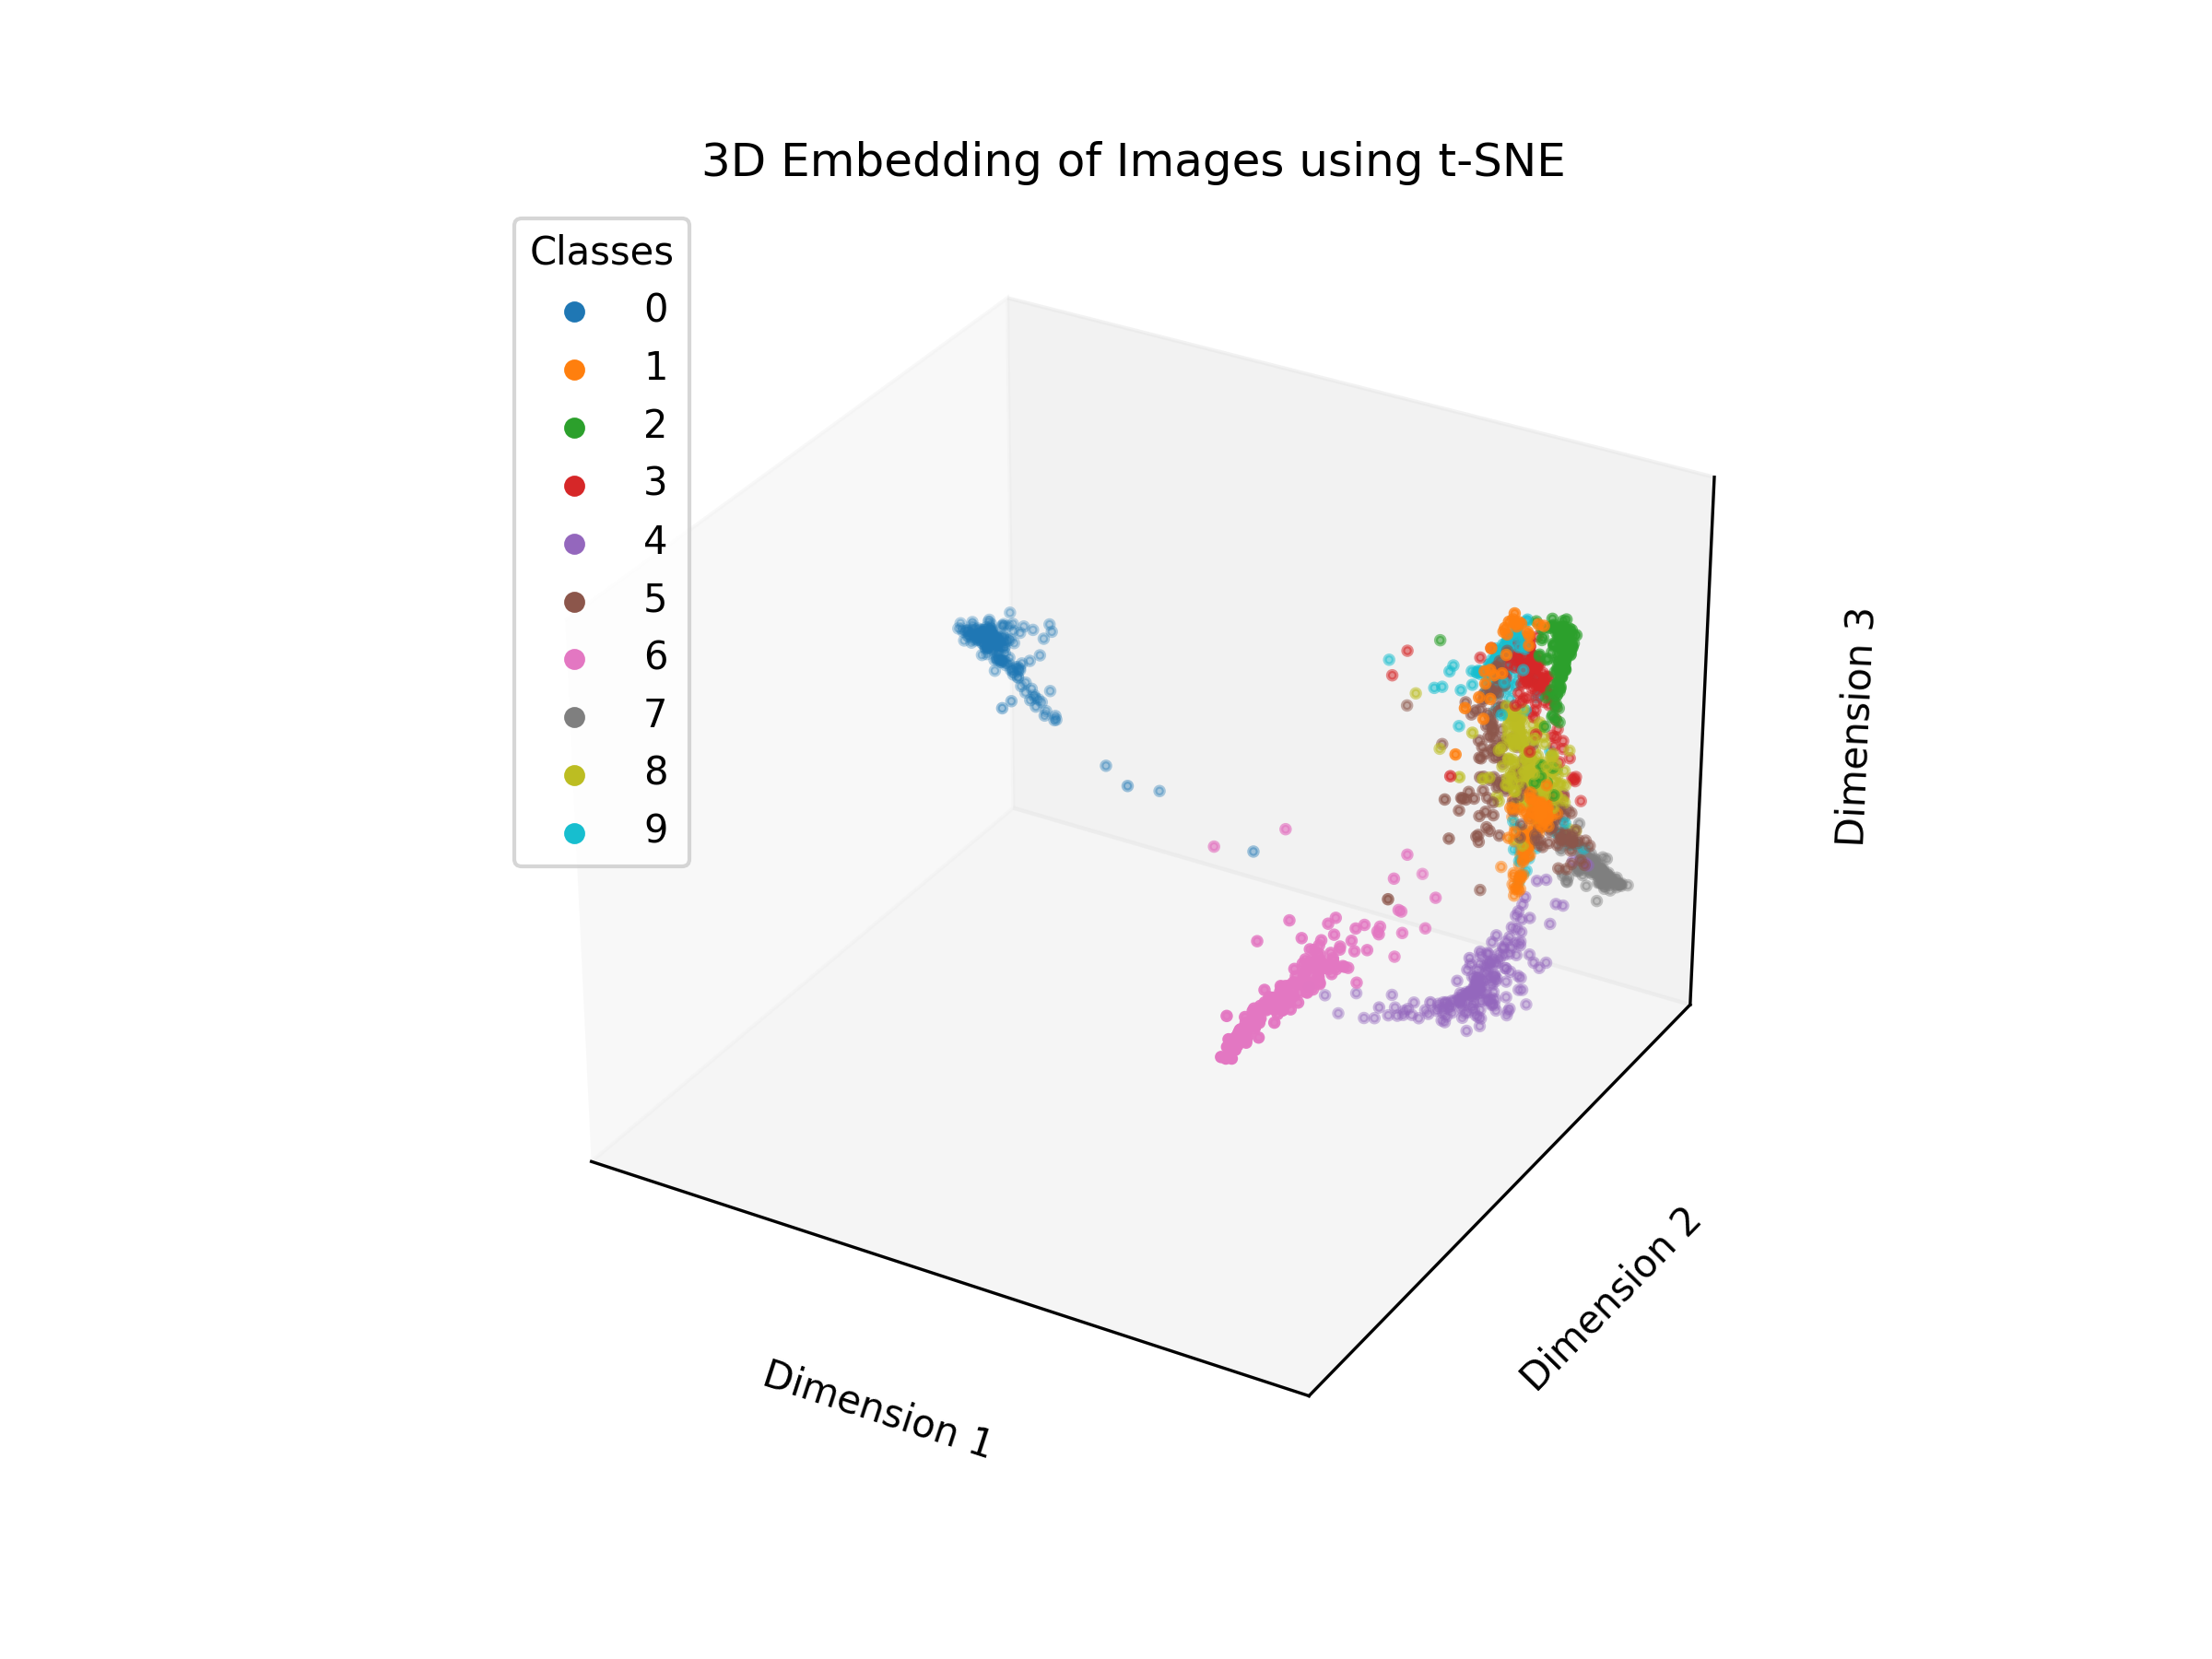 3D Embedding of Images using t-SNE
Classes
0
1
2
3
4
5
6
7
8
9
Dimension 3
Dimension 2
Dimension 1